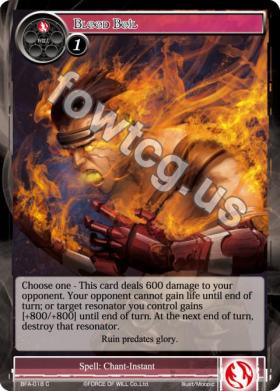 Blood Boil
WILL
1
fowtcg.us
Choose one - This card deals 600 damage to your
opponent. Your opponent cannot gain life until end of
turn; or target resonator you control gains
[+800/+800] until end of turn. At the next end of turn,
destroy that resonator.
Ruin predates glory.
Spell: Chant-Instant
BFA-018 C
©FORCE OF WILL Co.,Ltd.